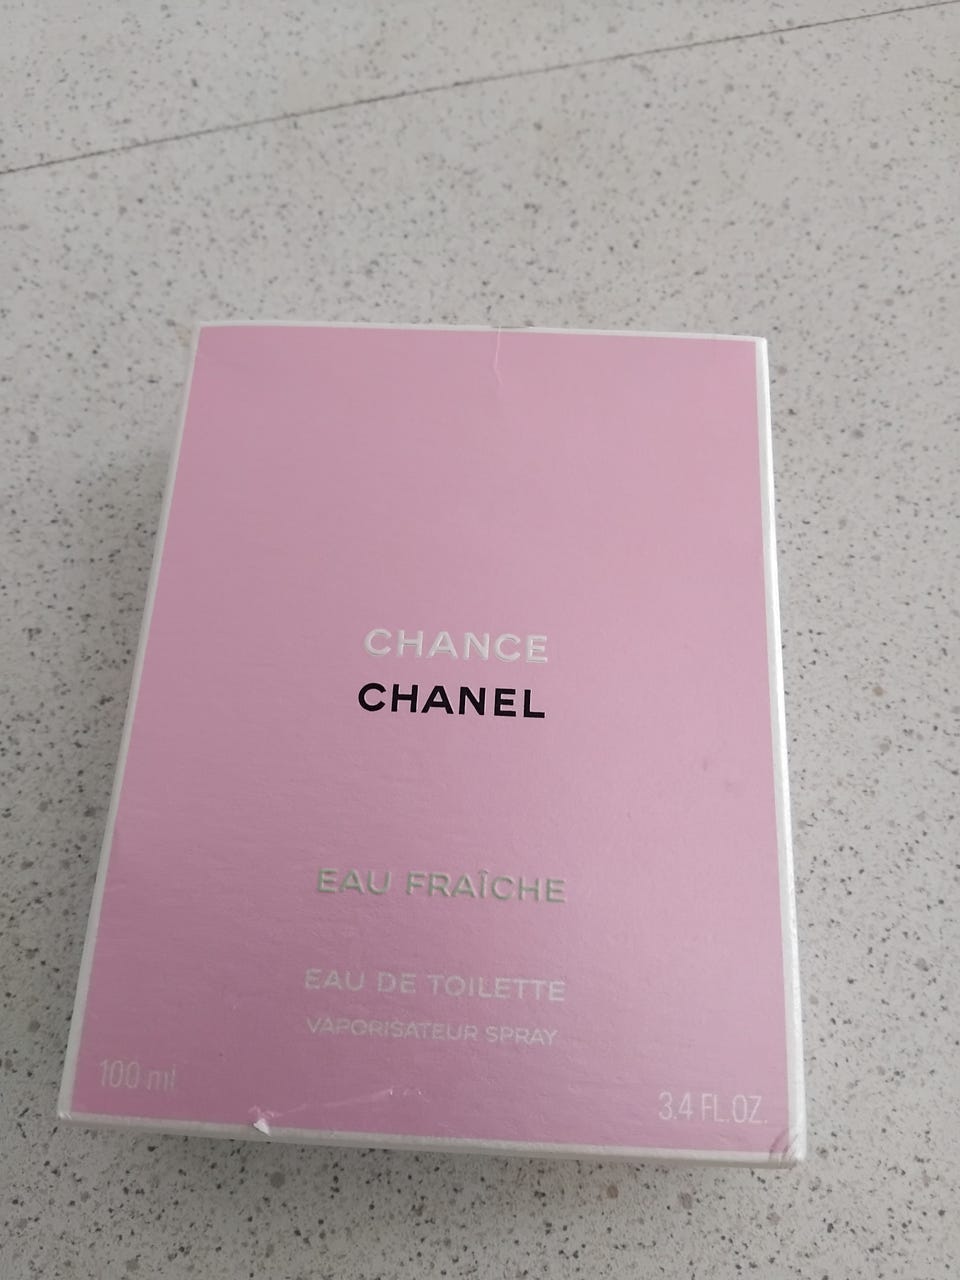 CHANCE
CHANEL
EAU FRAÎCHE
EAU DE TOILETTE
VAPORISATEUR SPRAY
100 ml
3.4 FL.OZ.